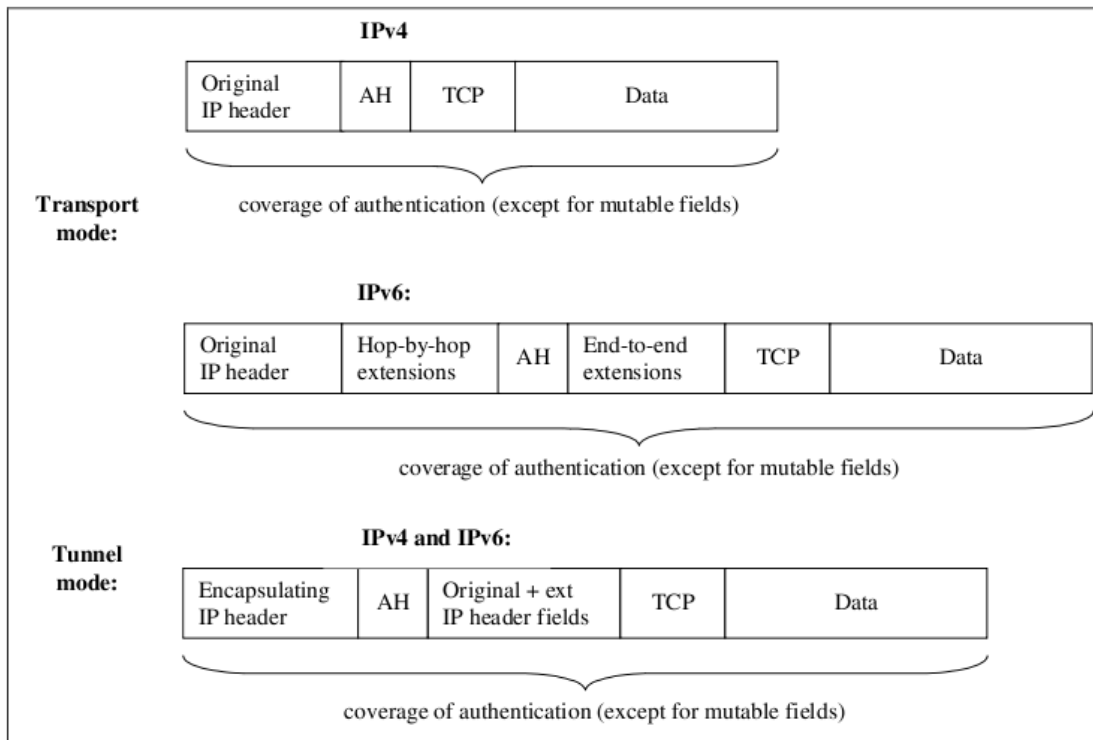 IPv4
Original
IP header
AH
TCP
Data
Transport
mode:
coverage of authentication (except for mutable fields)
IPv6:
Original
IP header
Hop-by-hop
extensions
AH
End-to-end
extensions
TCP
Data
coverage of authentication (except for mutable fields)
Tunnel
mode:
IPv4 and IPv6:
Encapsulating
IP header
AH
Original + ext
IP header fields
TCP
Data
coverage of authentication (except for mutable fields)